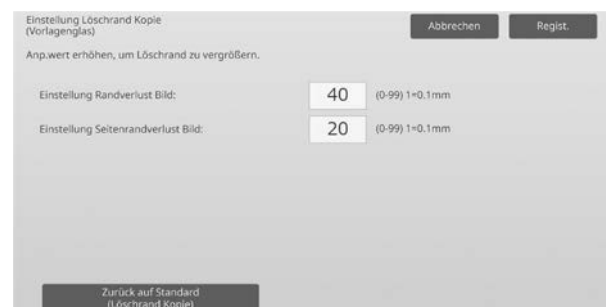 Einstellung Löschrand Kopie
(Vorlagenglas)
Abbrechen
Regist.
Anp.wert erhöhen, um Löschrand zu vergrößern.
Einstellung Randverlust Bild:
40
(0-99) 1=0.1mm
Einstellung Seitenrandverlust Bild:
20
(0-99) 1=0.1mm
Zurück auf Standard
(Löschrand Kopie)